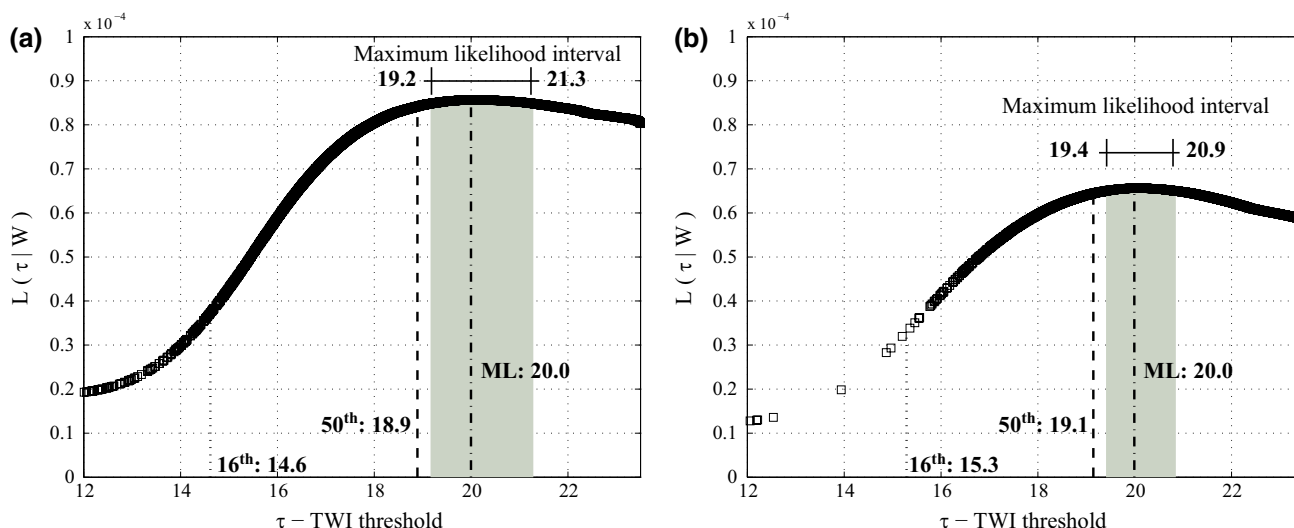 (a)
x 10⁻⁴
1
0.9
0.8
0.7
0.6
0.5
0.4
0.3
0.2
0.1
0
L ( τ | W )
Maximum likelihood interval
19.2 21.3
ML: 20.0
50th: 18.9
16th: 14.6
12 14 16 18 20 22
τ − TWI threshold
(b)
x 10⁻⁴
1
0.9
0.8
0.7
0.6
0.5
0.4
0.3
0.2
0.1
0
L ( τ | W )
Maximum likelihood interval
19.4 20.9
ML: 20.0
50th: 19.1
16th: 15.3
12 14 16 18 20 22
τ − TWI threshold